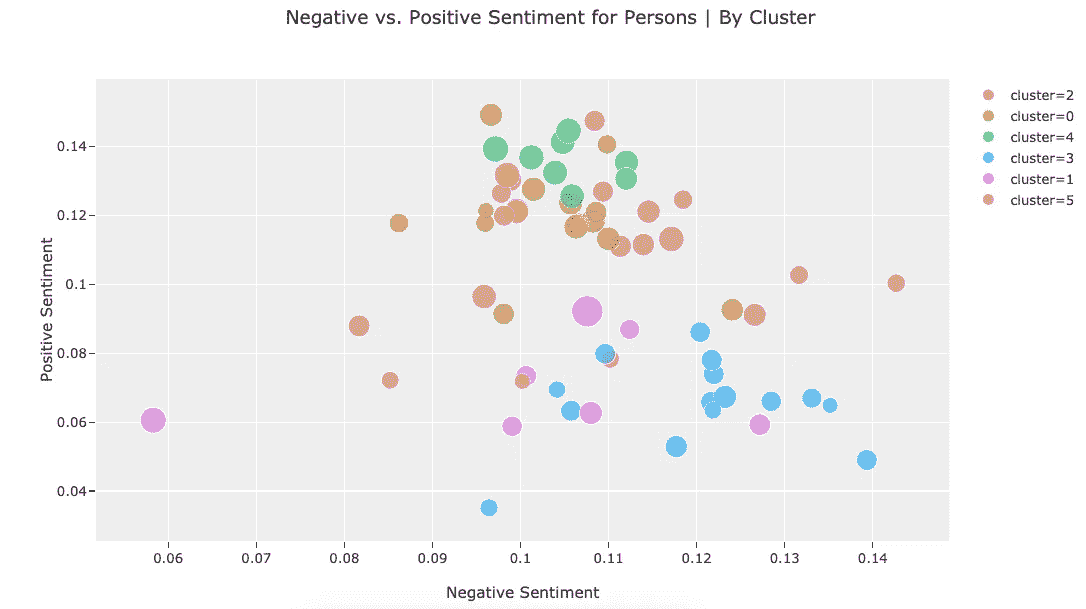 Negative vs. Positive Sentiment for Persons | By Cluster
cluster=2
cluster=0
cluster=4
cluster=3
cluster=1
cluster=5
Positive Sentiment
0.14
0.12
0.1
0.08
0.06
0.04
0.06
0.07
0.08
0.09
0.1
0.11
0.12
0.13
0.14
Negative Sentiment